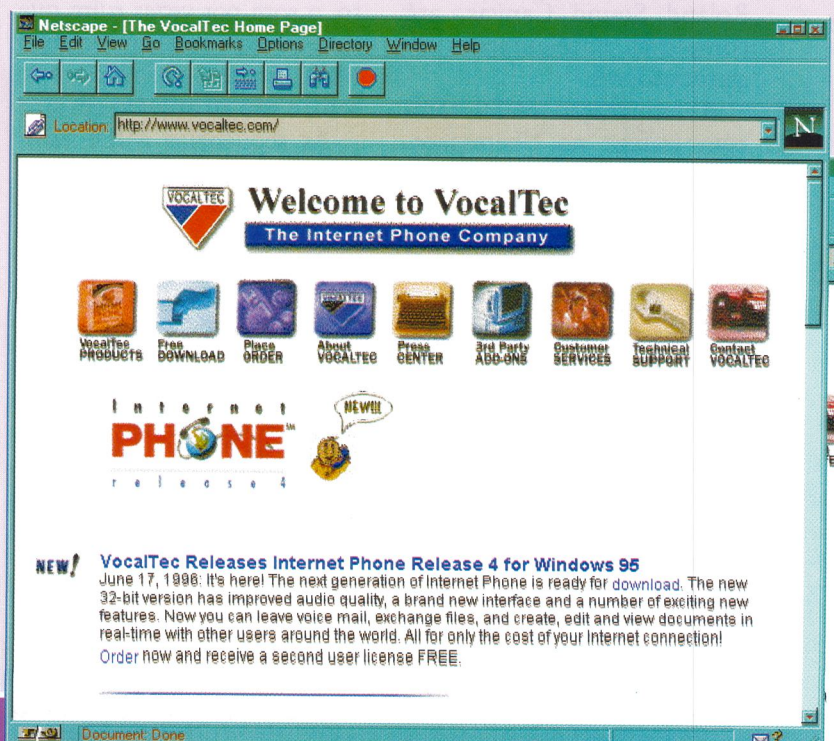 Netscape - [The VocalTec Home Page]
File Edit View Go Bookmarks Options Directory Window Help
Location: http://www.vocaltec.com/
N
VOCALTEC
Welcome to VocalTec
The Internet Phone Company
VocalTec PRODUCTS
Free DOWNLOAD
Place ORDER
About VOCALTEC
Press CENTER
3rd Party ADD-ONS
Customer SERVICES
Technical SUPPORT
Contact VOCALTEC
Internet
PHONE SM
release 4
NEW!!!
NEW!
VocalTec Releases Internet Phone Release 4 for Windows 95
June 17, 1996: It's here! The next generation of Internet Phone is ready for download. The new
32-bit version has improved audio quality, a brand new interface and a number of exciting new
features. Now you can leave voice mail, exchange files, and create, edit and view documents in
real-time with other users around the world. All for only the cost of your Internet connection!
Order now and receive a second user license FREE.
Document: Done